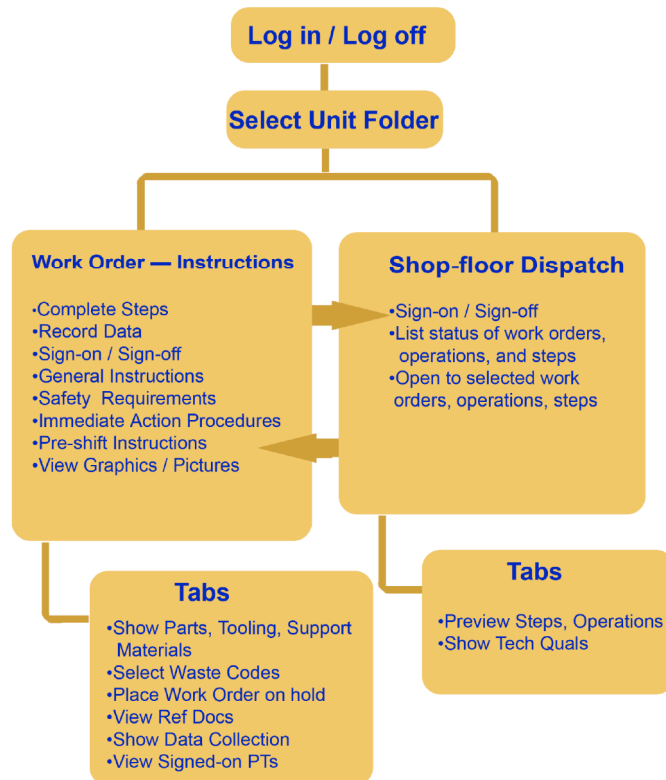 Log in / Log off
Select Unit Folder
Work Order — Instructions
•Complete Steps
•Record Data
•Sign-on / Sign-off
•General Instructions
•Safety Requirements
•Immediate Action Procedures
•Pre-shift Instructions
•View Graphics / Pictures
Shop-floor Dispatch
•Sign-on / Sign-off
•List status of work orders,
operations, and steps
•Open to selected work
orders, operations, steps
Tabs
•Show Parts, Tooling, Support
Materials
•Select Waste Codes
•Place Work Order on hold
•View Ref Docs
•Show Data Collection
•View Signed-on PTs
Tabs
•Preview Steps, Operations
•Show Tech Quals